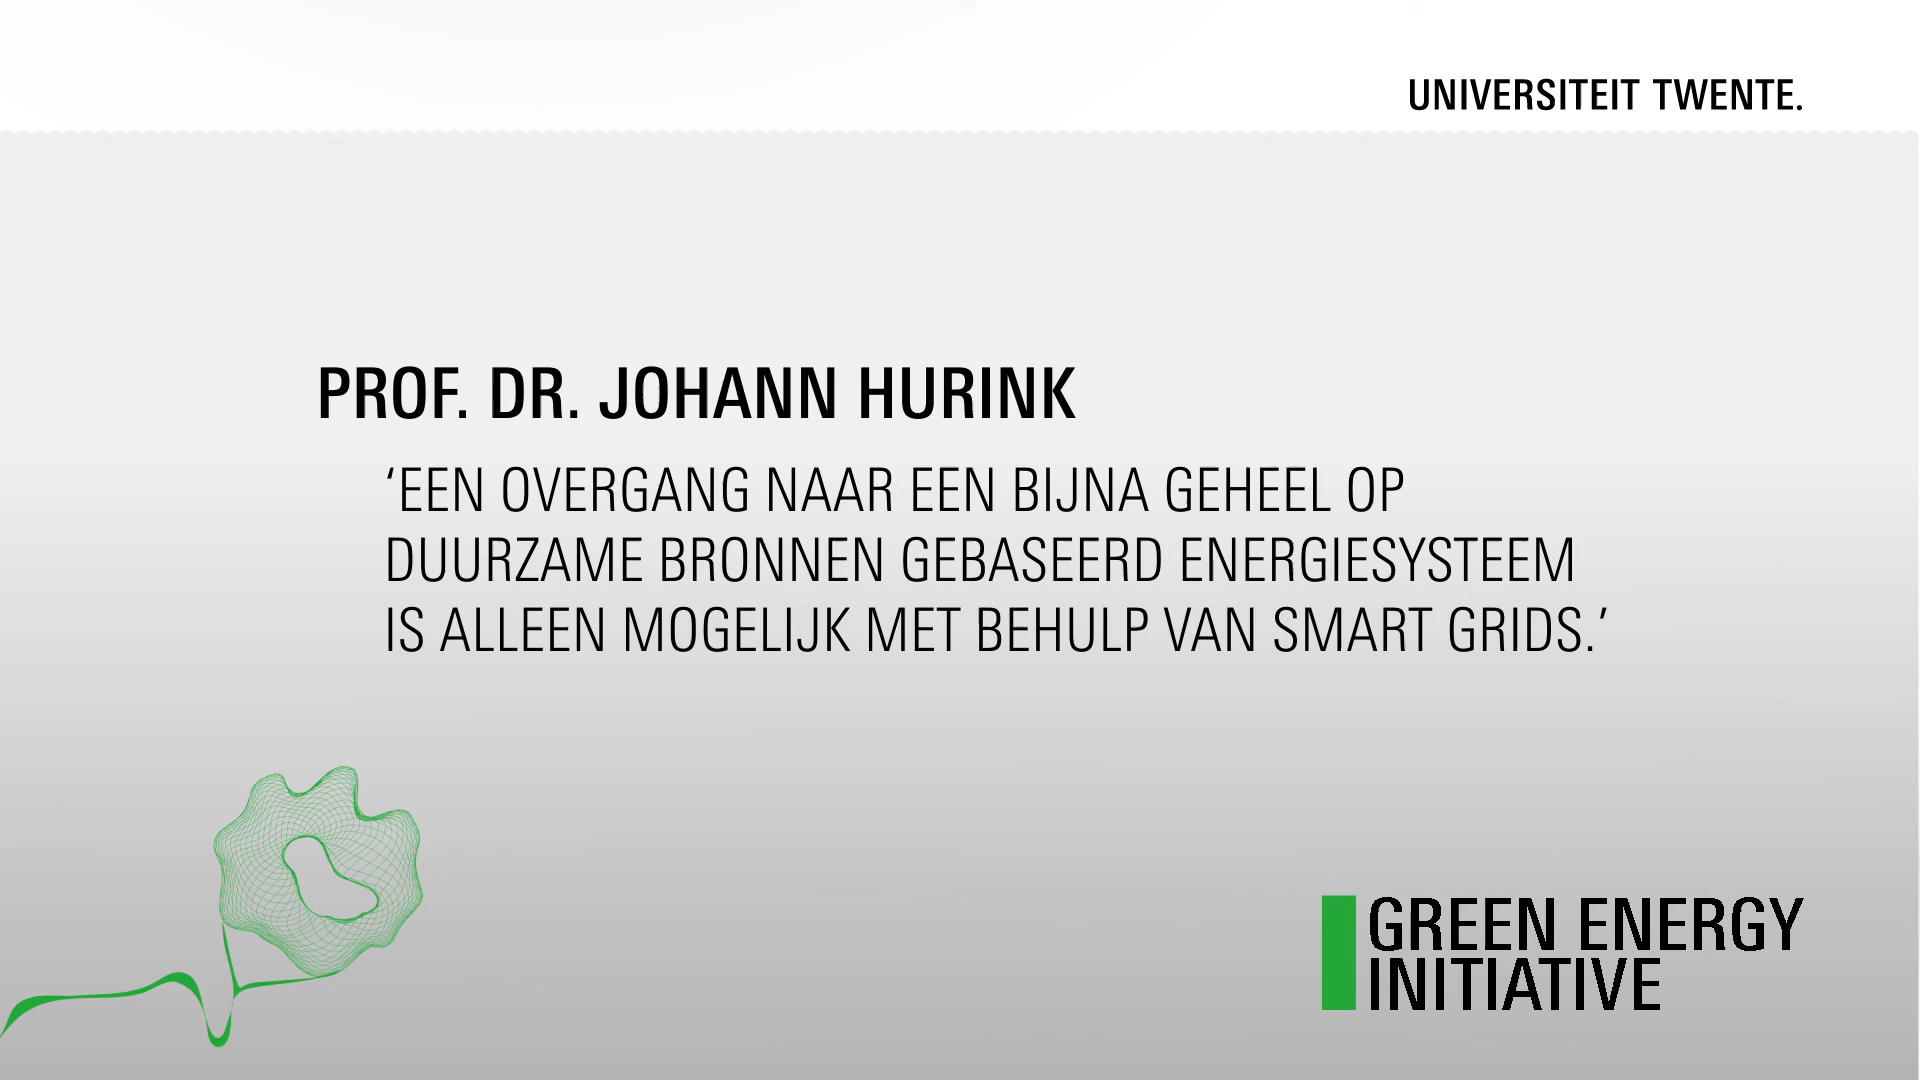 UNIVERSITEIT TWENTE.
PROF. DR. JOHANN HURINK
‘EEN OVERGANG NAAR EEN BIJNA GEHEEL OP
DUURZAME BRONNEN GEBASEERD ENERGIESYSTEEM
IS ALLEEN MOGELIJK MET BEHULP VAN SMART GRIDS.’
GREEN ENERGY
INITIATIVE